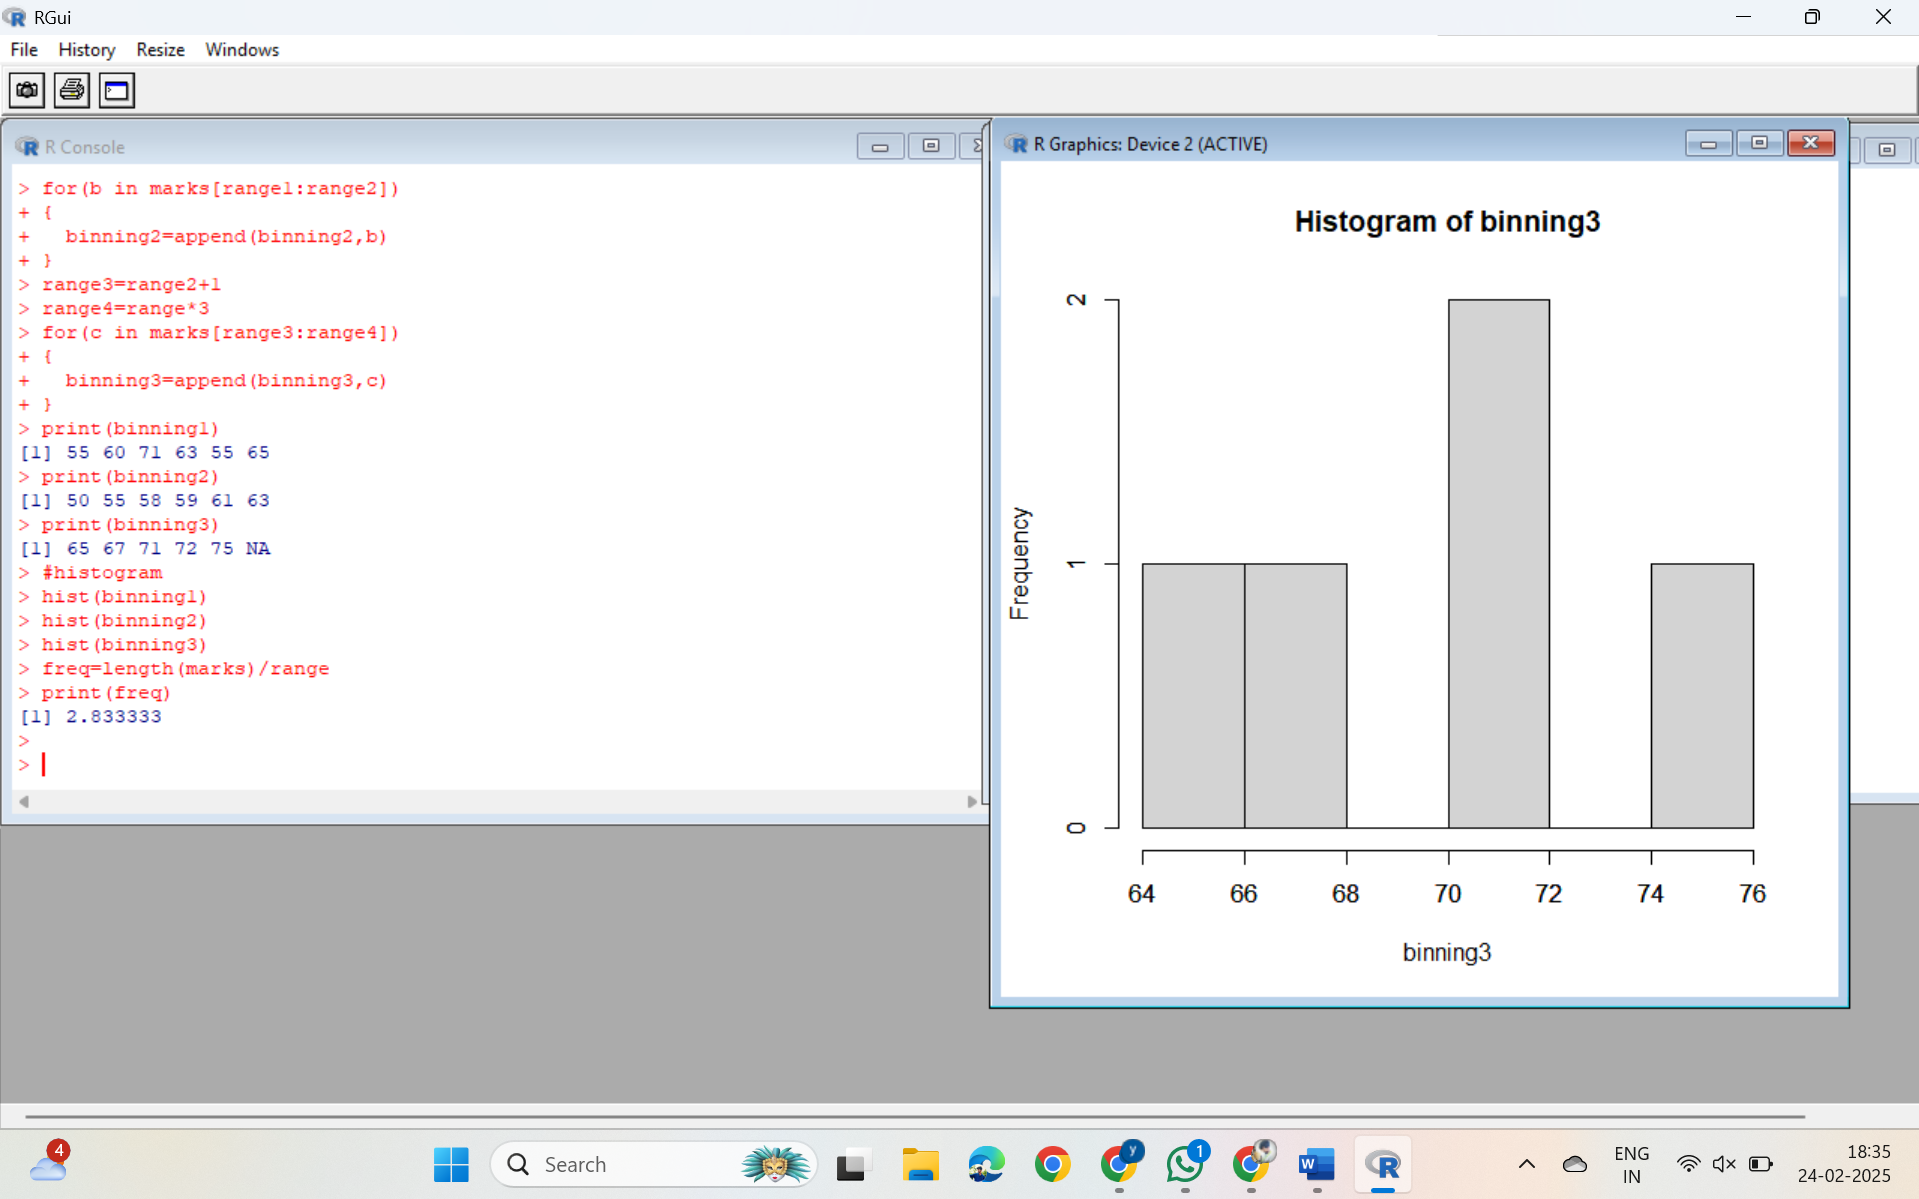 RGui
File History Resize Windows
R Console
> for(b in marks[range1:range2])
+ {
+   binning2=append(binning2,b)
+ }
> range3=range2+1
> range4=range*3
> for(c in marks[range3:range4])
+ {
+   binning3=append(binning3,c)
+ }
> print(binning1)
[1] 55 60 71 63 55 65
> print(binning2)
[1] 50 55 58 59 61 63
> print(binning3)
[1] 65 67 71 72 75 NA
> #histogram
> hist(binning1)
> hist(binning2)
> hist(binning3)
> freq=length(marks)/range
> print(freq)
[1] 2.833333
>
>
R Graphics: Device 2 (ACTIVE)
Histogram of binning3
Frequency
2
1
0
64 66 68 70 72 74 76
binning3
4
Search
y
1
W
R
ENG
IN
18:35
24-02-2025